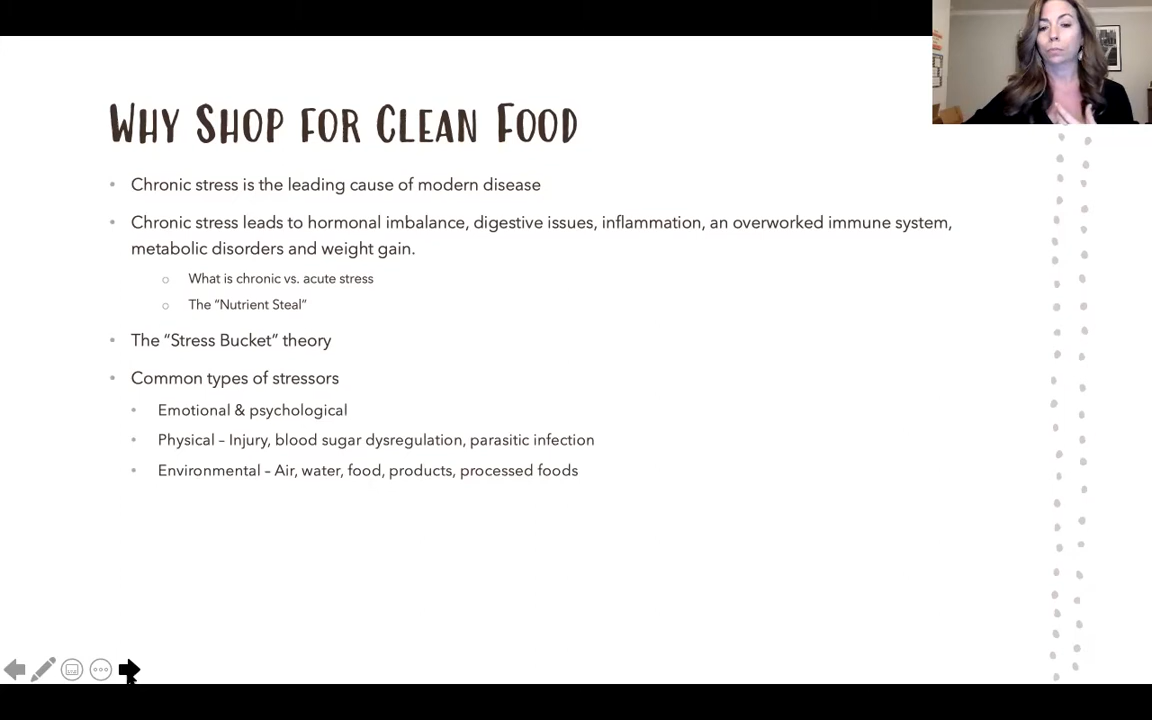 Why Shop for Clean Food
Chronic stress is the leading cause of modern disease
Chronic stress leads to hormonal imbalance, digestive issues, inflammation, an overworked immune system,
metabolic disorders and weight gain.
What is chronic vs. acute stress
The “Nutrient Steal”
The “Stress Bucket” theory
Common types of stressors
Emotional & psychological
Physical – Injury, blood sugar dysregulation, parasitic infection
Environmental – Air, water, food, products, processed foods